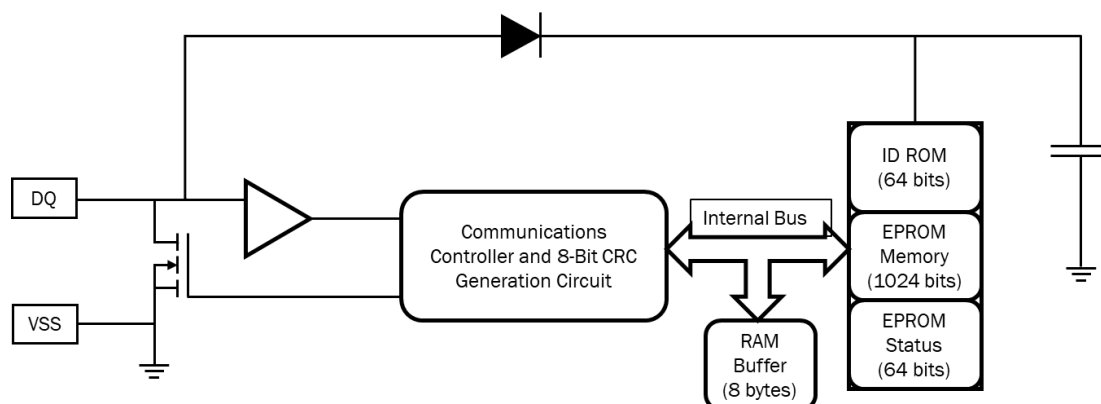 DQ
VSS
Communications
Controller and 8-Bit CRC
Generation Circuit
Internal Bus
RAM
Buffer
(8 bytes)
ID ROM
(64 bits)
EPROM
Memory
(1024 bits)
EPROM
Status
(64 bits)